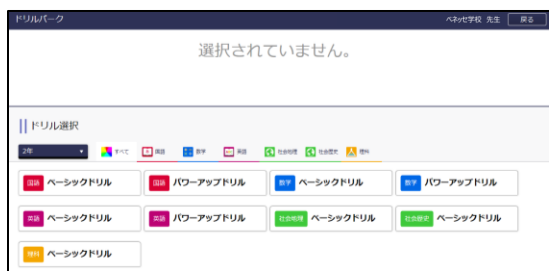 ドリルパーク ベネッセ学校 先生 戻る
選択されていません。
ドリル選択
2年 すべて 国語 数学 英語 社会地理 社会歴史 理科
国語 ベーシックドリル 国語 パワーアップドリル 数学 ベーシックドリル 数学 パワーアップドリル
英語 ベーシックドリル 英語 パワーアップドリル 社会地理 ベーシックドリル 社会歴史 ベーシックドリル
理科 ベーシックドリル